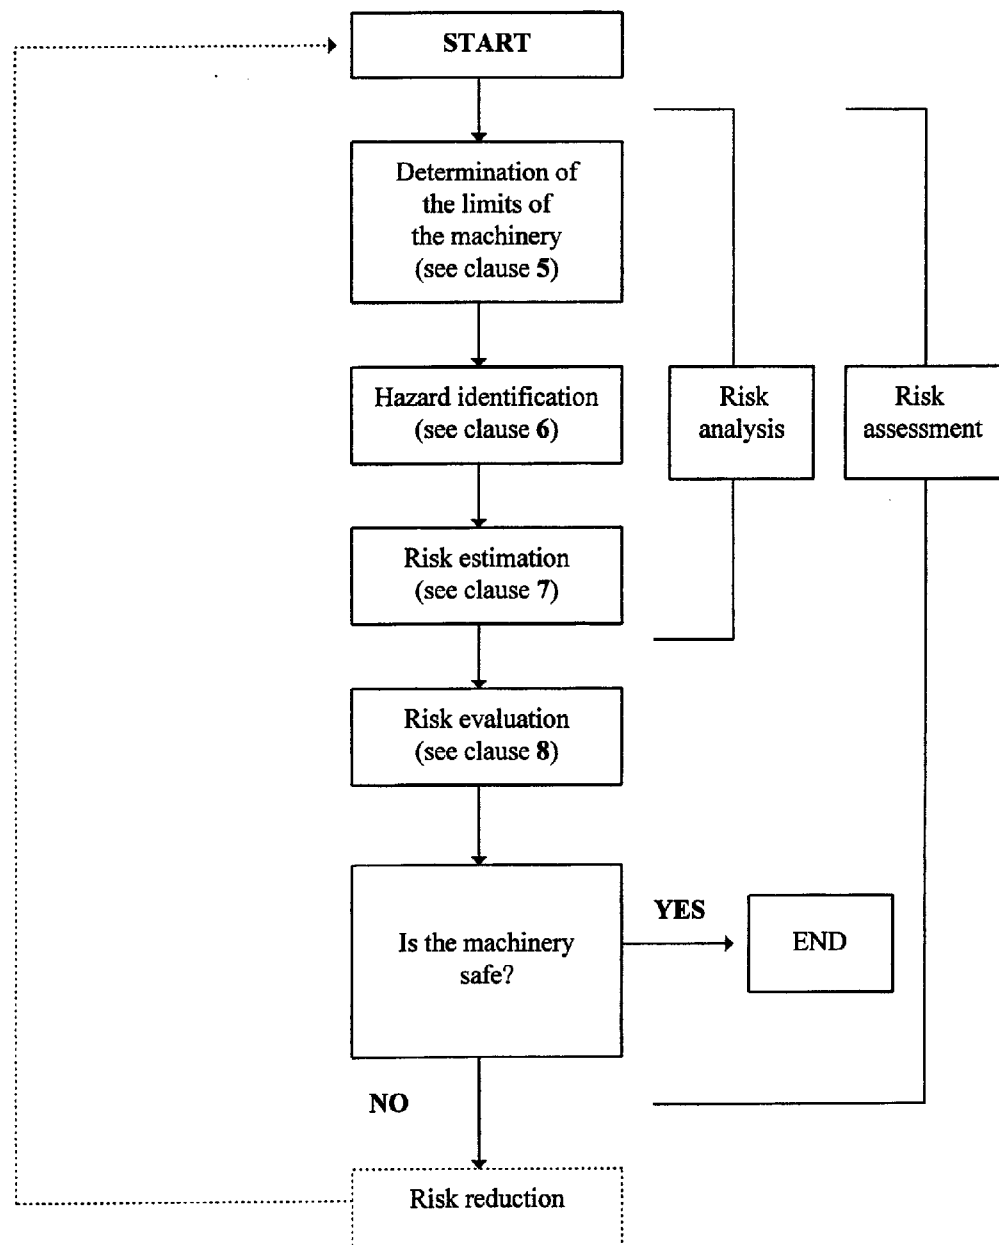 START
Determination of
the limits of
the machinery
(see clause 5)
Hazard identification
(see clause 6)
Risk
analysis
Risk
assessment
Risk estimation
(see clause 7)
Risk evaluation
(see clause 8)
Is the machinery
safe?
YES
END
NO
Risk reduction